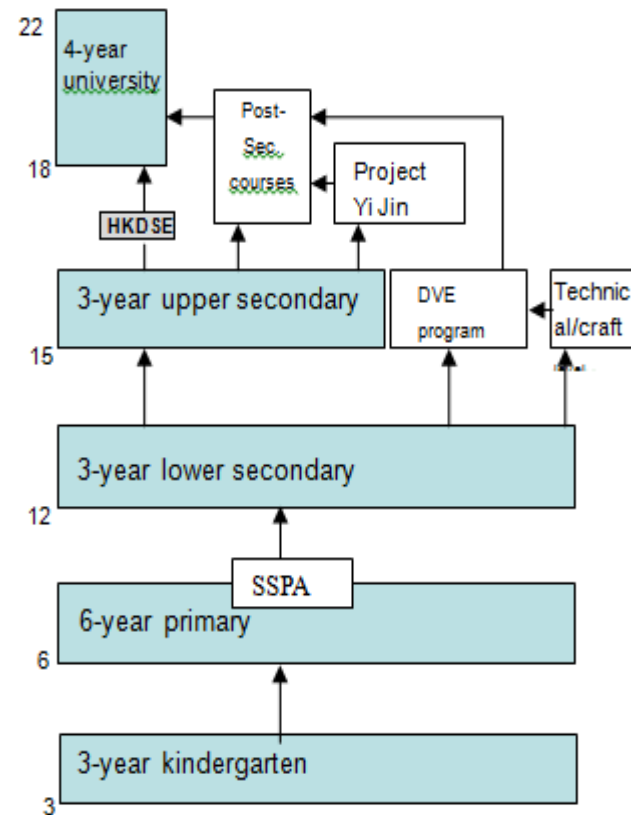 22
4-year
university
Post-
Sec.
courses
Project
Yi Jin
18
HKDSE
3-year upper secondary
DVE
program
Technic
al/craft
15
3-year lower secondary
12
SSPA
6-year primary
6
3-year kindergarten
3